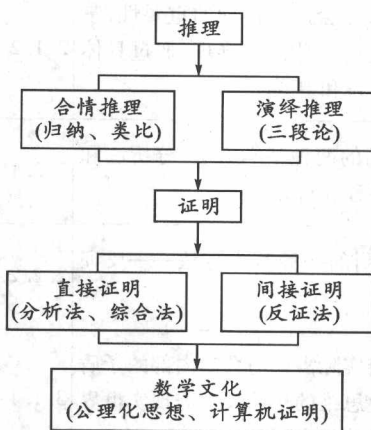 推理
合情推理
(归纳、类比)
演绎推理
(三段论)
证明
直接证明
(分析法、综合法)
间接证明
(反证法)
数学文化
(公理化思想、计算机证明)